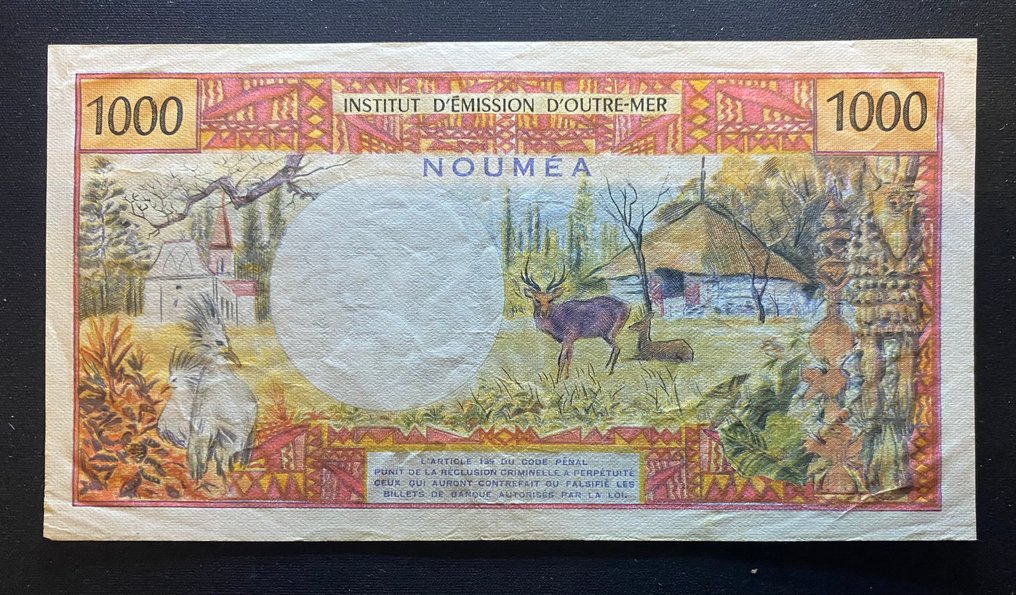 1000
INSTITUT D'ÉMISSION D'OUTRE-MER
1000
NOUMÉA
L'ARTICLE 139 DU CODE PÉNAL
PUNIT DE LA RÉCLUSION CRIMINELLE A PERPÉTUITÉ
CEUX QUI AURONT CONTREFAIT OU FALSIFIÉ LES
BILLETS DE BANQUE AUTORISÉS PAR LA LOI.